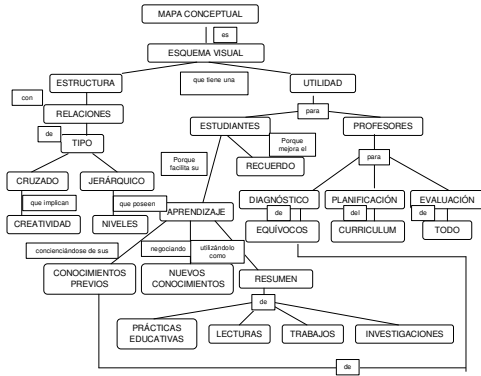 MAPA CONCEPTUAL
es
ESQUEMA VISUAL
ESTRUCTURA
que tiene una
UTILIDAD
con
RELACIONES
para
de
TIPO
ESTUDIANTES
PROFESORES
Porque
mejora el
Porque
facilita su
RECUERDO
para
CRUZADO
JERÁRQUICO
que implican
que poseen
CREATIVIDAD
NIVELES
APRENDIZAJE
DIAGNÓSTICO
PLANIFICACIÓN
EVALUACIÓN
de
del
de
EQUÍVOCOS
CURRICULUM
TODO
concienciándose de sus
negociando
utilizándolo
como
CONOCIMIENTOS
PREVIOS
NUEVOS
CONOCIMIENTOS
RESUMEN
de
PRÁCTICAS
EDUCATIVAS
LECTURAS
TRABAJOS
INVESTIGACIONES
de